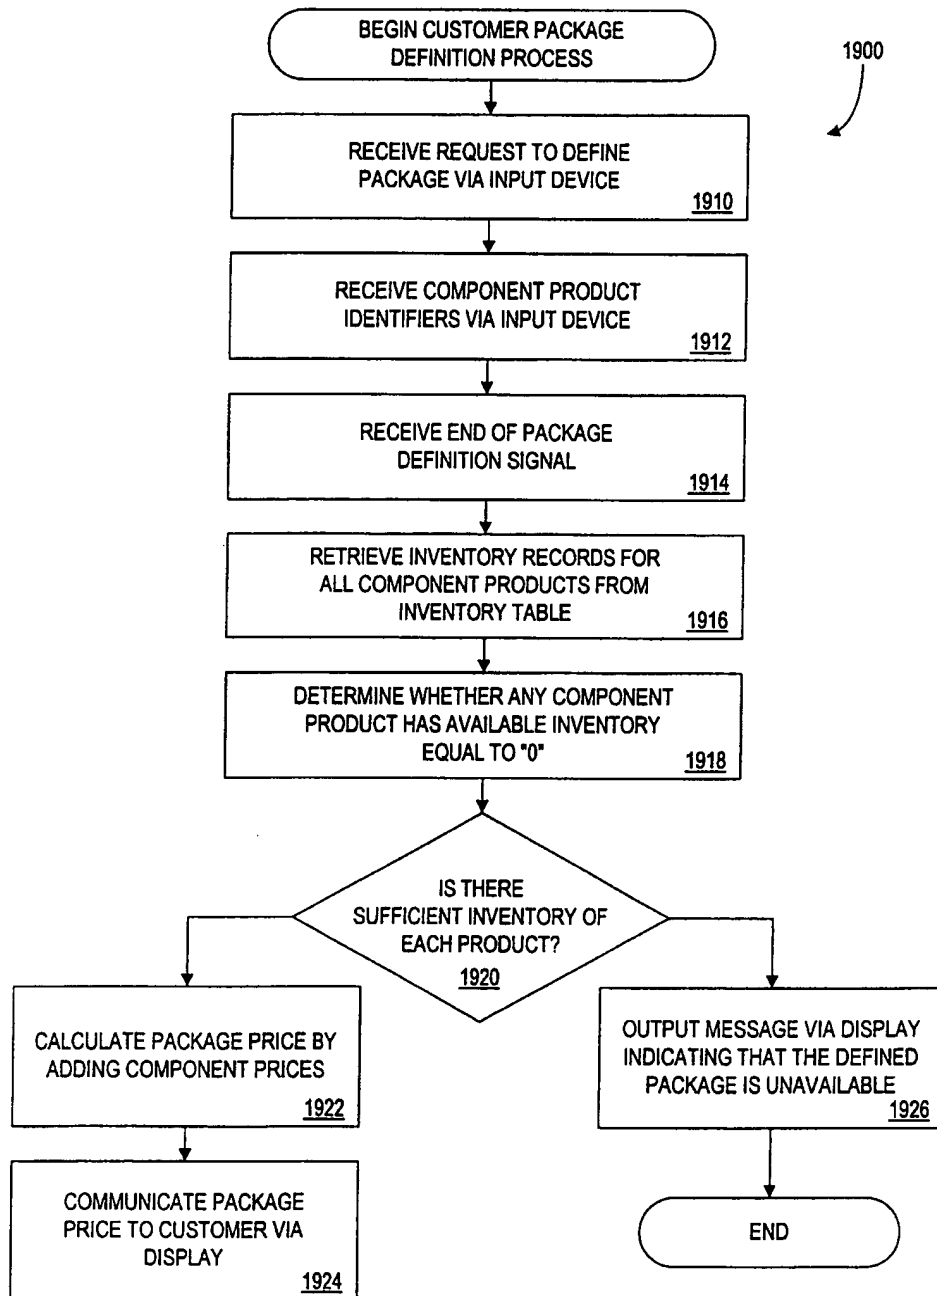 BEGIN CUSTOMER PACKAGE
DEFINITION PROCESS
1900
RECEIVE REQUEST TO DEFINE
PACKAGE VIA INPUT DEVICE
1910
RECEIVE COMPONENT PRODUCT
IDENTIFIERS VIA INPUT DEVICE
1912
RECEIVE END OF PACKAGE
DEFINITION SIGNAL
1914
RETRIEVE INVENTORY RECORDS FOR
ALL COMPONENT PRODUCTS FROM
INVENTORY TABLE
1916
DETERMINE WHETHER ANY COMPONENT
PRODUCT HAS AVAILABLE INVENTORY
EQUAL TO "0"
1918
IS THERE
SUFFICIENT INVENTORY OF
EACH PRODUCT?
1920
CALCULATE PACKAGE PRICE BY
ADDING COMPONENT PRICES
1922
COMMUNICATE PACKAGE
PRICE TO CUSTOMER VIA
DISPLAY
1924
OUTPUT MESSAGE VIA DISPLAY
INDICATING THAT THE DEFINED
PACKAGE IS UNAVAILABLE
1926
END